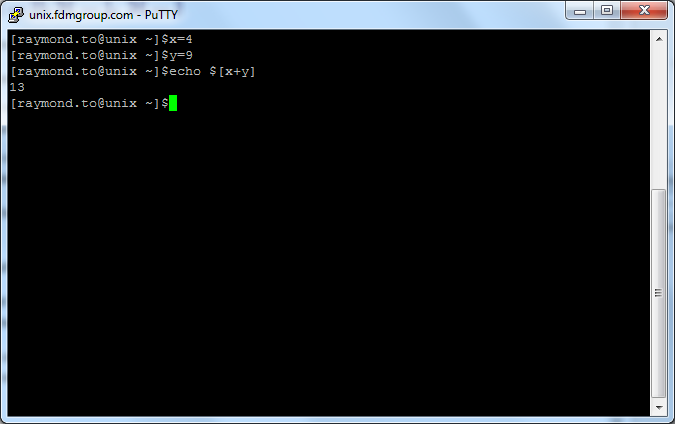 unix.fdmgroup.com - PuTTY
[raymond.to@unix ~]$x=4
[raymond.to@unix ~]$y=9
[raymond.to@unix ~]$echo $[x+y]
13
[raymond.to@unix ~]$